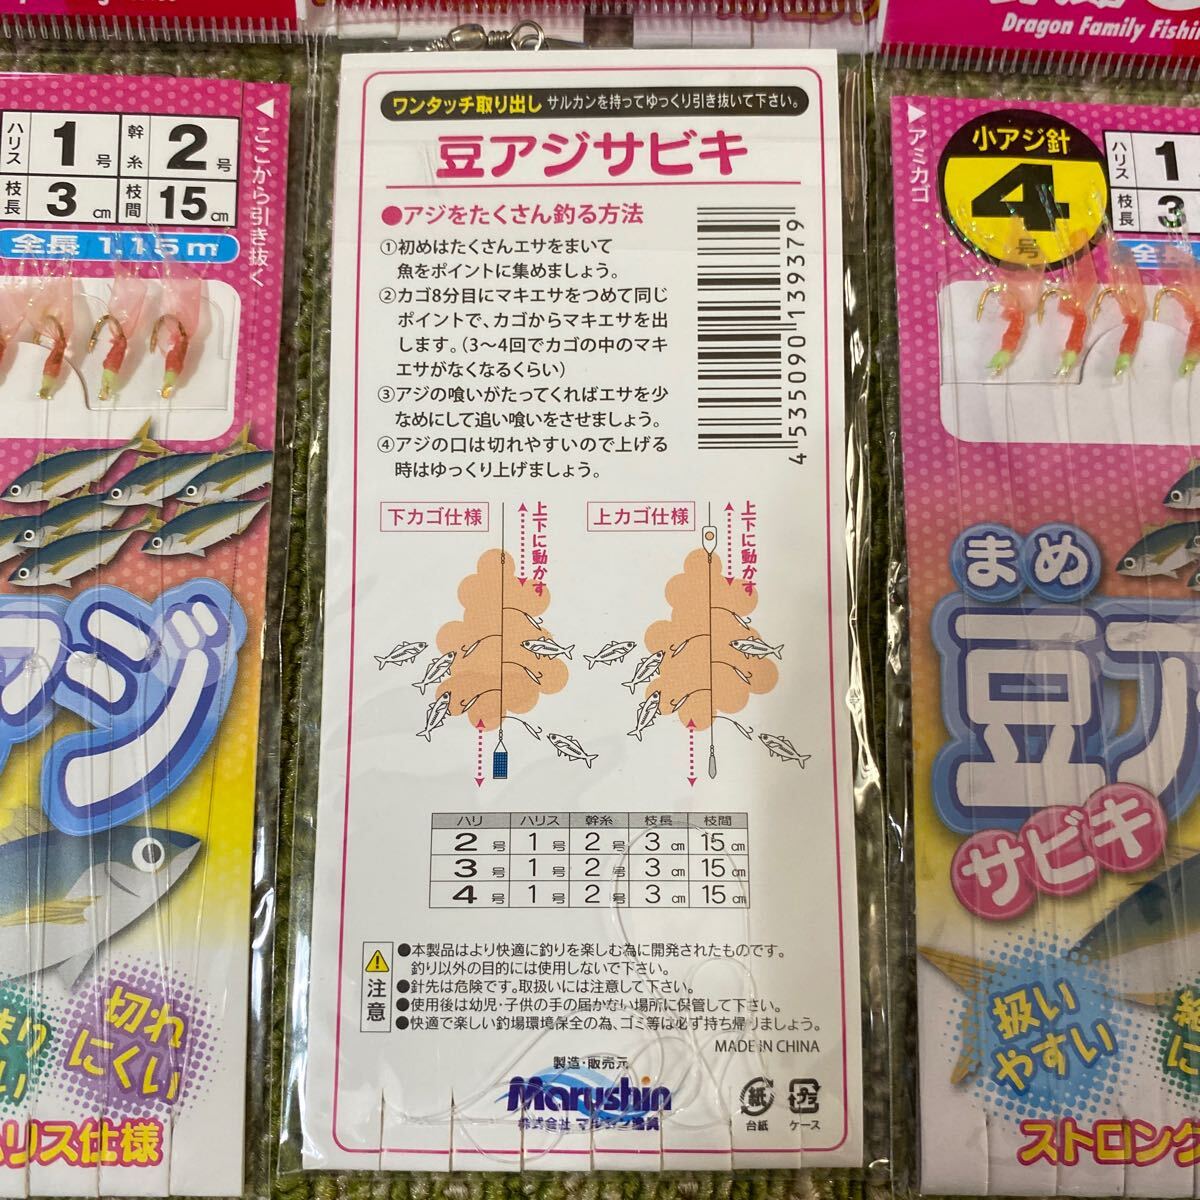 Dragon Family Fishin
ハリス 1号 幹糸 2号
枝長 3cm 枝間 15cm
全長 1.15m
◁ここから引き抜く
アジ
切れにくい
ハリス仕様
ワンタッチ取り出し サルカンを持ってゆっくり引き抜いて下さい。
豆アジサビキ
●アジをたくさん釣る方法
①初めはたくさんエサをまいて
魚をポイントに集めましょう。
②カゴ8分目にマキエサをつめて同じ
ポイントで、カゴからマキエサを出
します。(3〜4回でカゴの中のマキ
エサがなくなるくらい)
③アジの喰いがたってくればエサを少
なめにして追い喰いをさせましょう。
④アジの口は切れやすいので上げる
時はゆっくり上げましょう。
4 535090 139379
下カゴ仕様
上下に動かす
上カゴ仕様
上下に動かす
ハリ ハリス 幹糸 枝長 枝間
2号 1号 2号 3cm 15cm
3号 1号 2号 3cm 15cm
4号 1号 2号 3cm 15cm
注意
●本製品はより快適に釣りを楽しむ為に開発されたものです。
釣り以外の目的には使用しないで下さい。
●針先は危険です。取扱いには注意して下さい。
●使用後は幼児・子供の手の届かない場所に保管して下さい。
●快適で楽しい釣場環境保全の為、ゴミ等は必ず持ち帰りましょう。
MADE IN CHINA
製造・販売元
Marushin
株式会社 マルシン漁具
紙 台紙
プラ ケース
▷アミカゴ
小アジ針
4号
ハリス 1
枝長 3
全
まめ
豆ア
サビキ
扱いやすい
ストロング